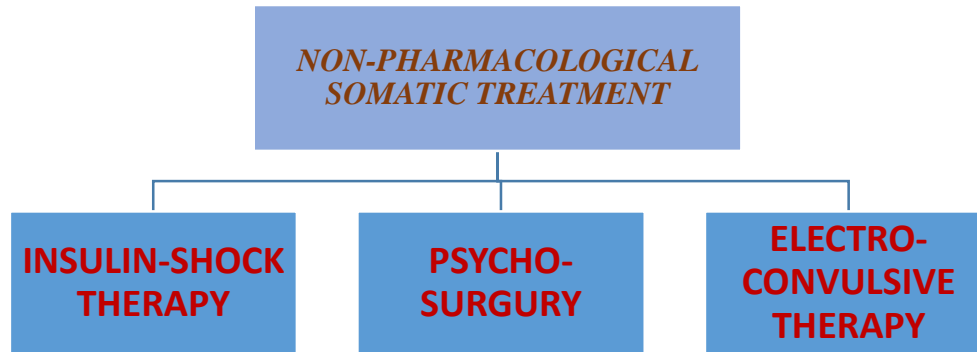 NON-PHARMACOLOGICAL
SOMATIC TREATMENT
INSULIN-SHOCK
THERAPY
PSYCHO-
SURGURY
ELECTRO-
CONVULSIVE
THERAPY